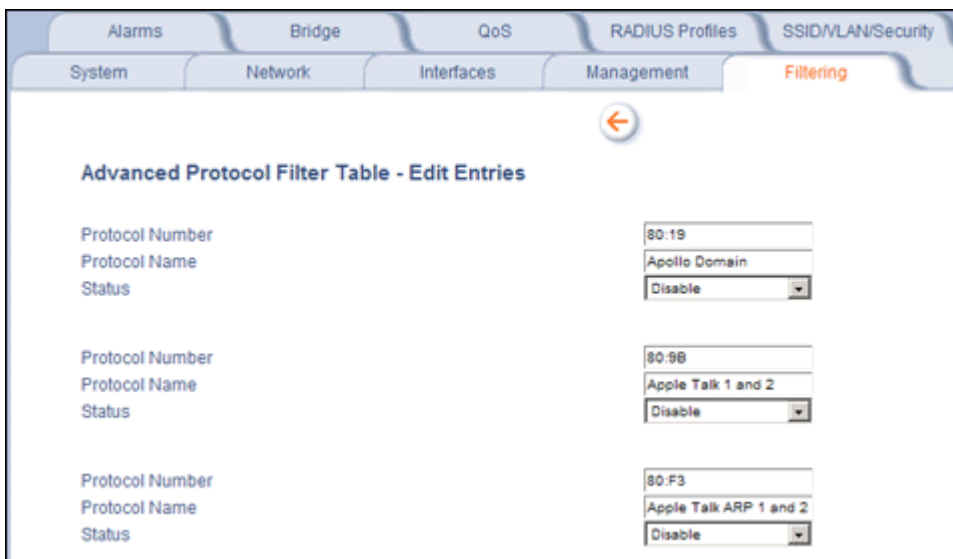 Alarms Bridge QoS RADIUS Profiles SSID/VLAN/Security
System Network Interfaces Management Filtering
Advanced Protocol Filter Table - Edit Entries
Protocol Number 80:19
Protocol Name Apollo Domain
Status Disable
Protocol Number 80:9B
Protocol Name Apple Talk 1 and 2
Status Disable
Protocol Number 80:F3
Protocol Name Apple Talk ARP 1 and 2
Status Disable